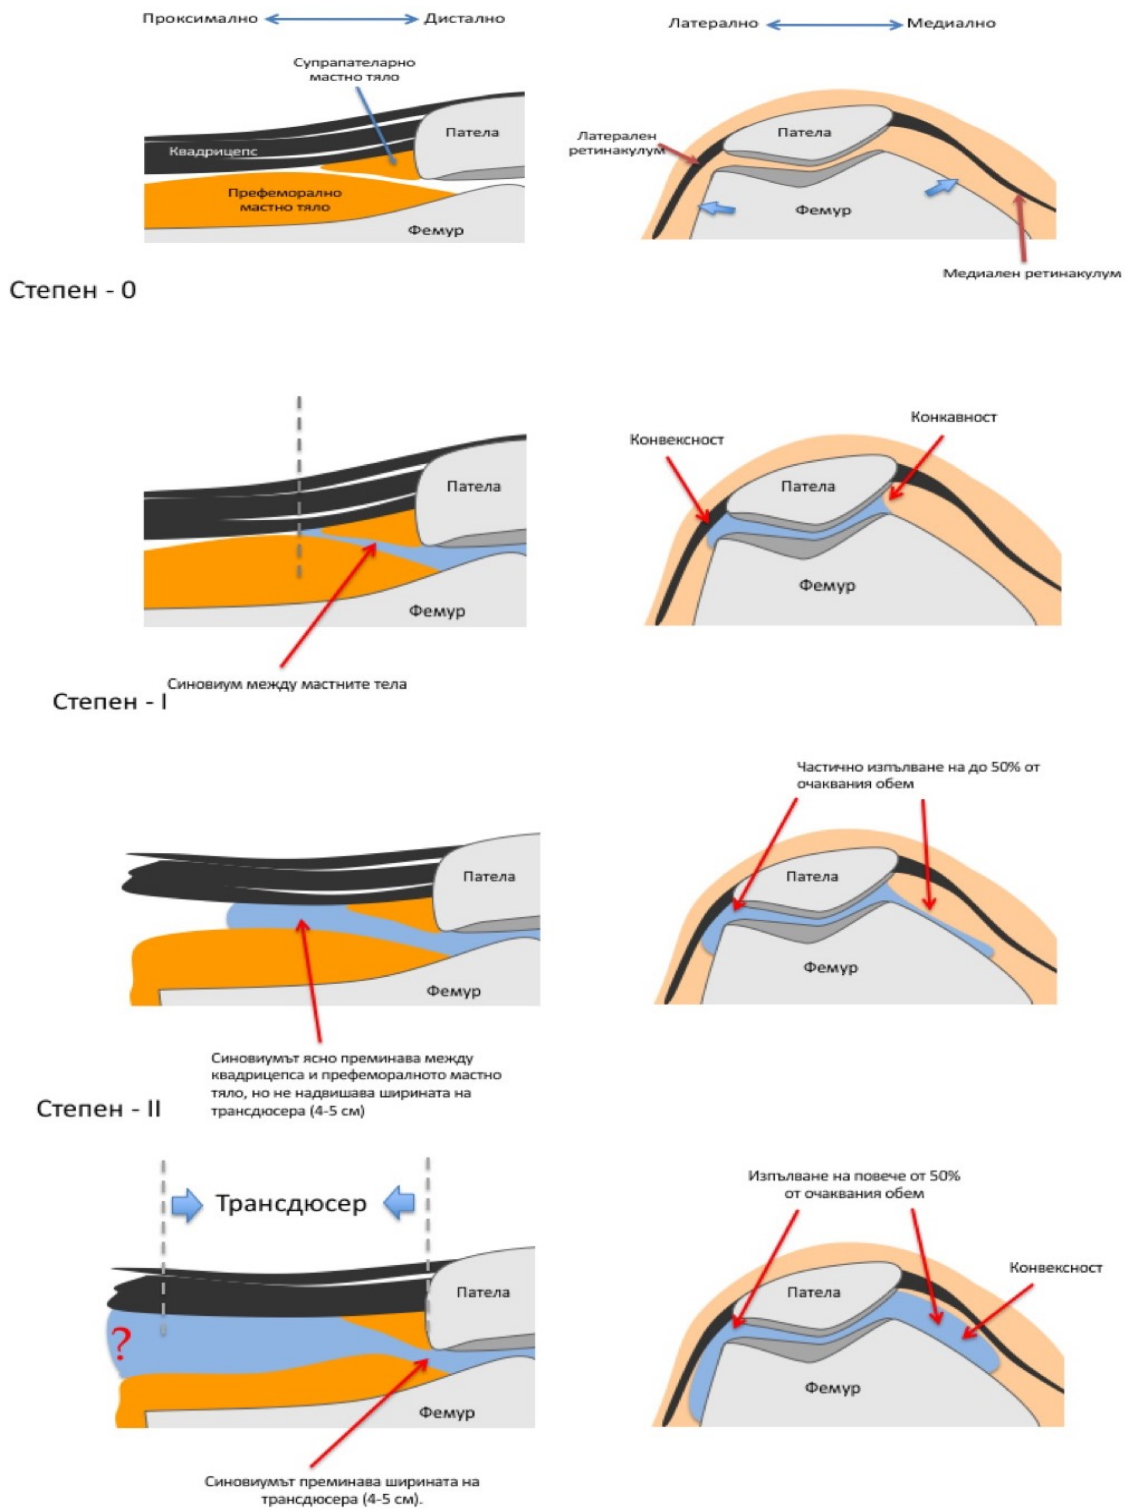 Проксимално
Дистално
Латерално
Медиално
Супрапателарно
мастно тяло
Квадрицепс
Патела
Префеморално
мастно тяло
Фемур
Латерален
ретинакулум
Патела
Фемур
Медиален ретинакулум
Степен - 0
Патела
Фемур
Синовиум между мастните тела
Конвексност
Конкавност
Патела
Фемур
Степен - I
Патела
Фемур
Синовиумът ясно преминава между
квадрицепса и префеморалното мастно
тяло, но не надвишава ширината на
трансдюсера (4-5 см)
Частично изпълване на до 50% от
очаквания обем
Патела
Фемур
Степен - II
Трансдюсер
Патела
?
Фемур
Синовиумът преминава ширината на
трансдюсера (4-5 см).
Изпълване на повече от 50%
от очаквания обем
Конвексност
Патела
Фемур